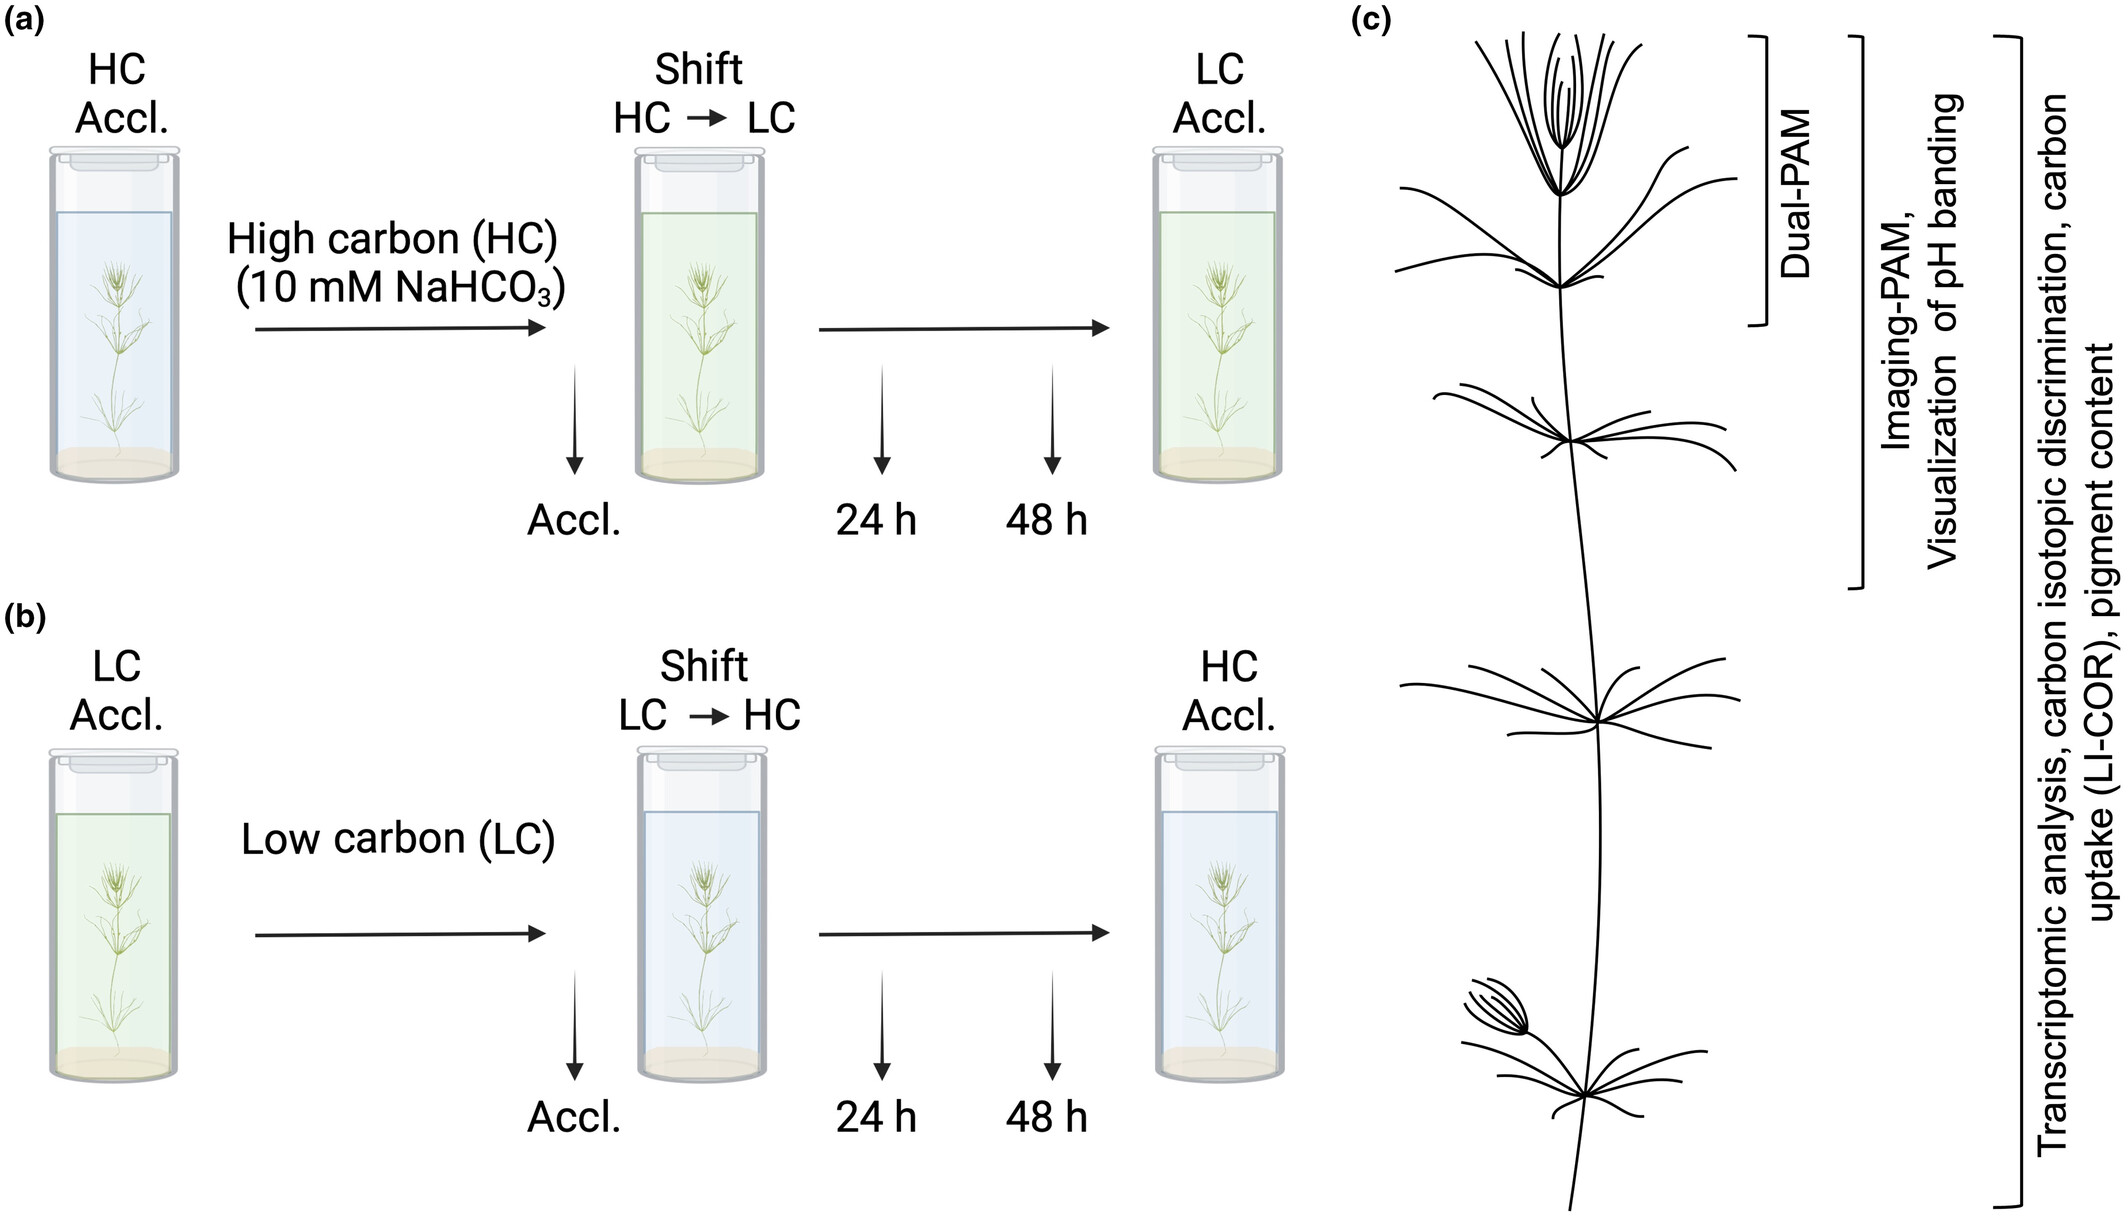 (a)
HC
Accl.
High carbon (HC)
(10 mM NaHCO₃)
Shift
HC → LC
LC
Accl.
Accl.
24 h
48 h
(b)
LC
Accl.
Low carbon (LC)
Shift
LC → HC
HC
Accl.
Accl.
24 h
48 h
(c)
Dual-PAM
Imaging-PAM,
Visualization of pH banding
Transcriptomic analysis, carbon isotopic discrimination, carbon
uptake (LI-COR), pigment content